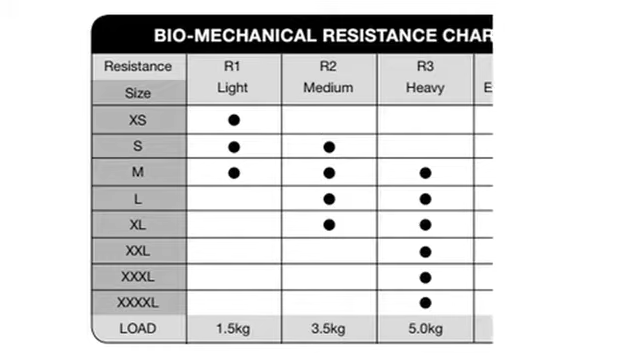 BIO-MECHANICAL RESISTANCE CHAR
Resistance R1 R2 R3
Size Light Medium Heavy E
XS ●
S ● ●
M ● ● ●
L ● ●
XL ● ●
XXL ●
XXXL ●
XXXXL ●
LOAD 1.5kg 3.5kg 5.0kg